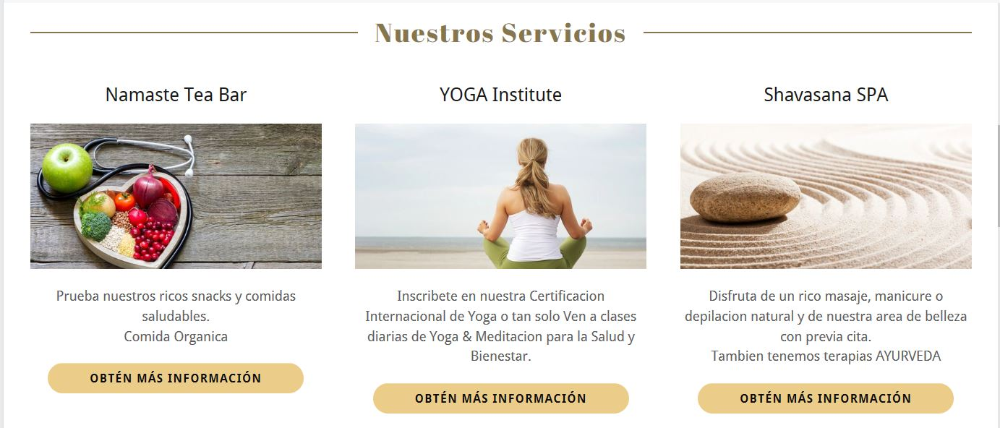 Nuestros Servicios
Namaste Tea Bar
Prueba nuestros ricos snacks y comidas
saludables.
Comida Organica
OBTÉN MÁS INFORMACIÓN
YOGA Institute
Inscribete en nuestra Certificacion
Internacional de Yoga o tan solo Ven a clases
diarias de Yoga & Meditacion para la Salud y
Bienestar.
OBTÉN MÁS INFORMACIÓN
Shavasana SPA
Disfruta de un rico masaje, manicure o
depilacion natural y de nuestra area de belleza
con previa cita.
Tambien tenemos terapias AYURVEDA
OBTÉN MÁS INFORMACIÓN